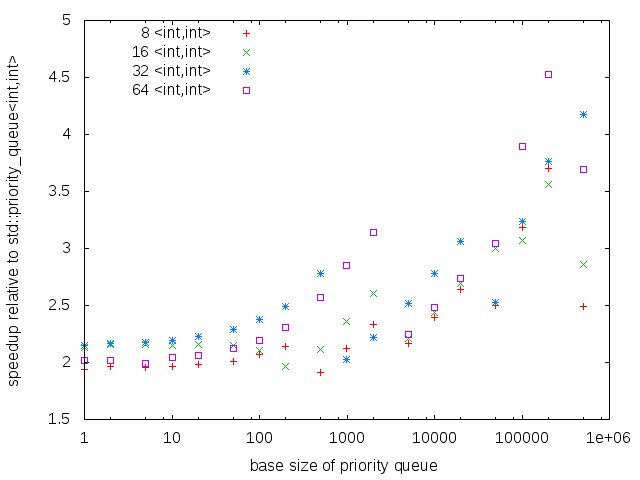 speedup relative to std::priority_queue<int,int>
5
4.5
4
3.5
3
2.5
2
1.5
8 <int,int>
16 <int,int>
32 <int,int>
64 <int,int>
1 10 100 1000 10000 100000 1e+06
base size of priority queue